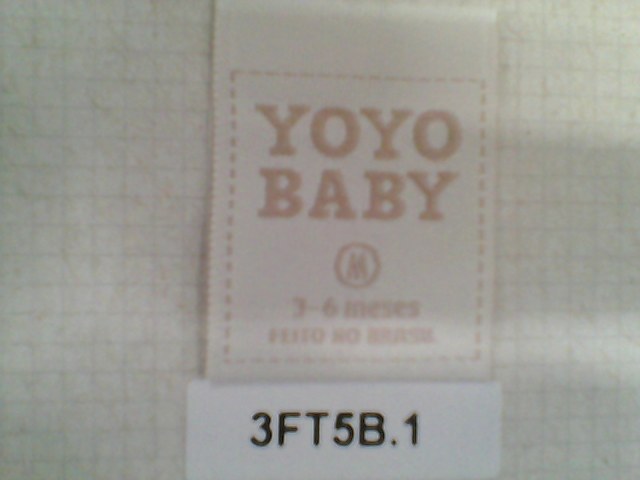 YOYO
BABY
M
3-6 meses
FEITO NO BRASIL
3FT5B.1